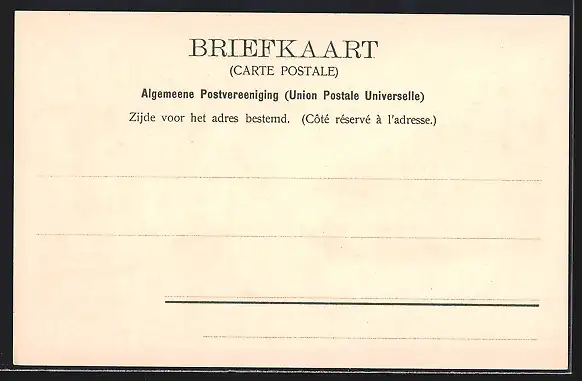 BRIEFKAART
(CARTE POSTALE)
Algemeene Postvereeniging (Union Postale Universelle)
Zijde voor het adres bestemd. (Côté réservé à l'adresse.)